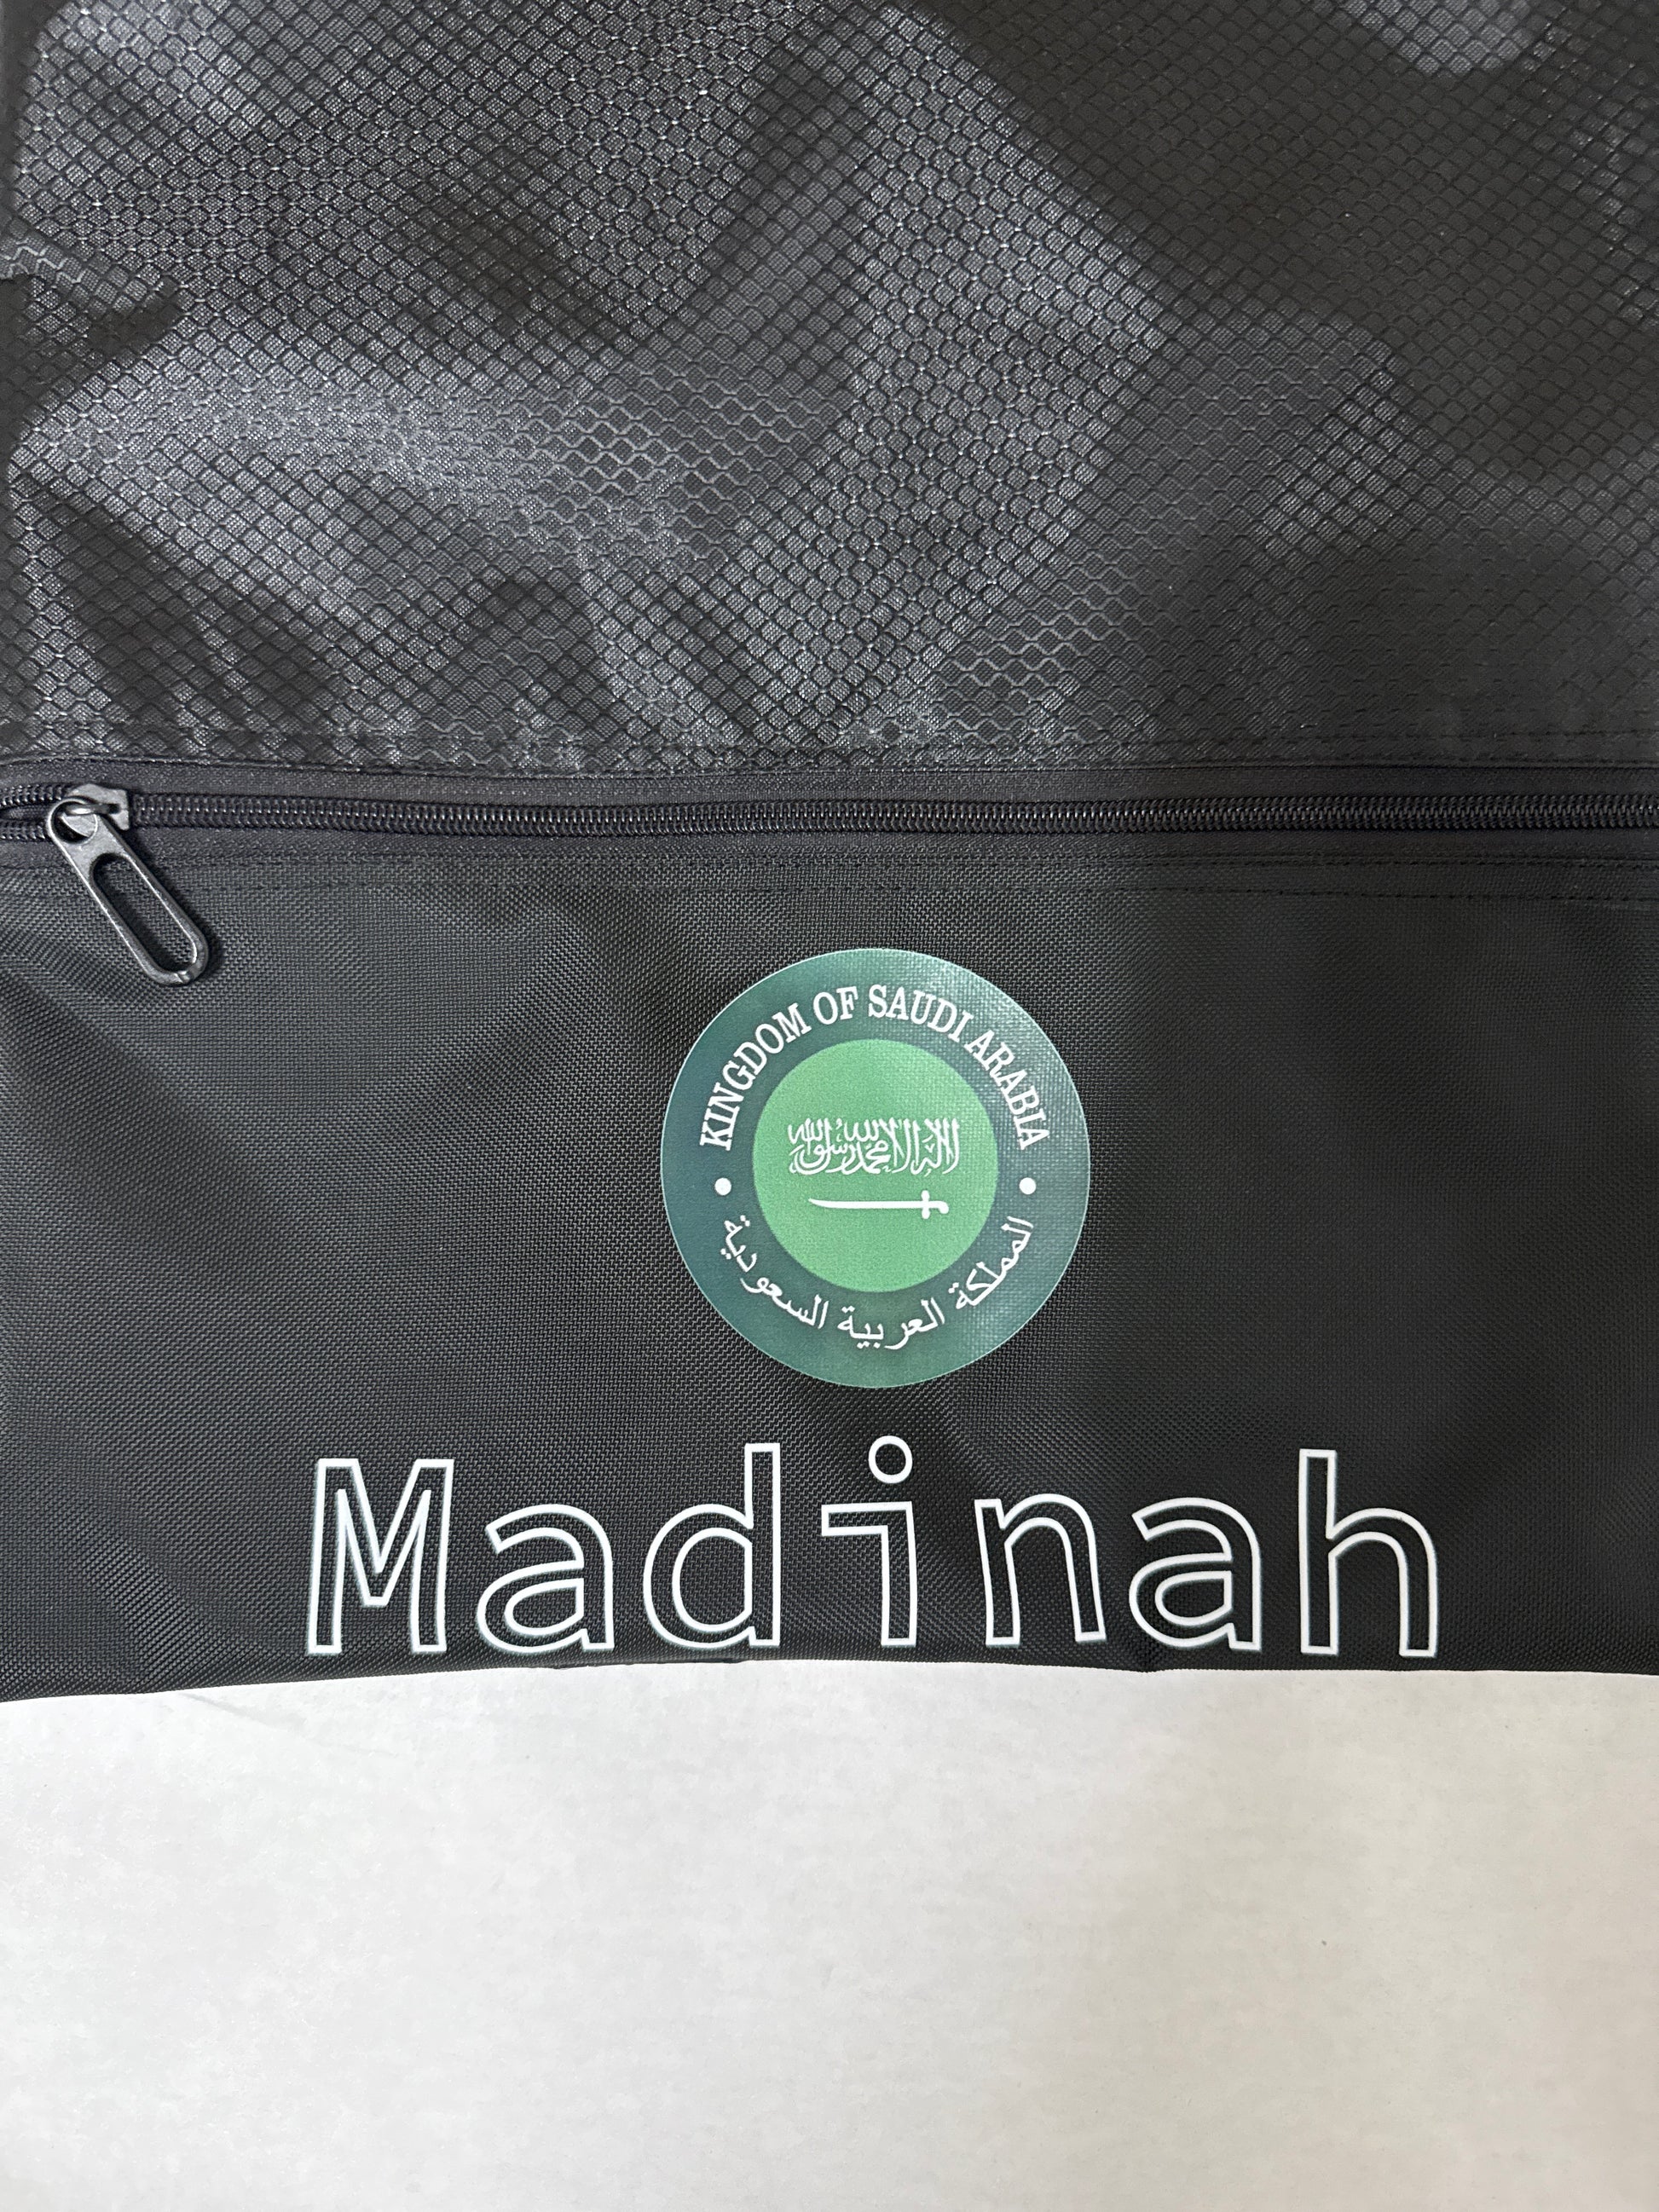 KINGDOM OF SAUDI ARABIA
لا إله إلا الله محمد رسول الله
المملكة العربية السعودية
Madinah